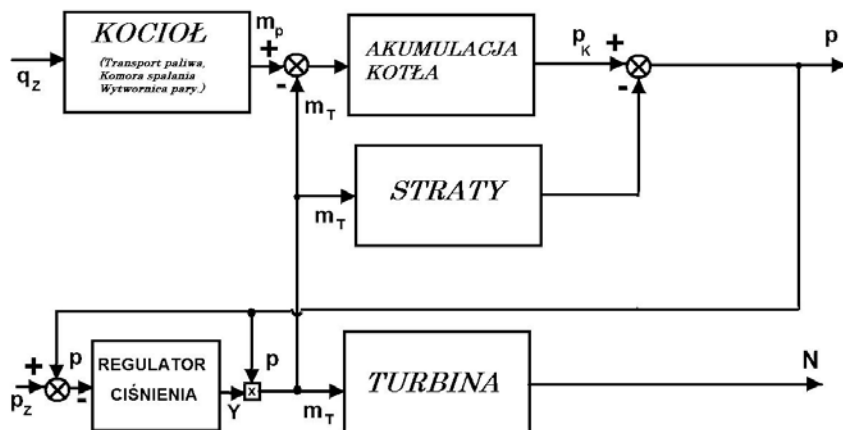 KOCIOŁ
(Transport paliwa,
Komora spalania
Wytwornica pary.)
q_z
m_p
+
-
m_T
AKUMULACJA
KOTŁA
p_K
+
-
p
m_T
STRATY
+
p_z
p
-
REGULATOR
CIŚNIENIA
Y
p
x
m_T
TURBINA
N